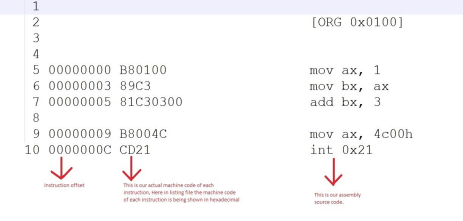 1
2 [ORG 0x0100]
3
4
5 00000000 B80100 mov ax, 1
6 00000003 89C3 mov bx, ax
7 00000005 81C30300 add bx, 3
8
9 00000009 B8004C mov ax, 4c00h
10 0000000C CD21 int 0x21
Instruction offset
This is our actual machine code of each
instruction, Here in listing file the machine code
of each instruction is being shown in hexadecimal
This is our assembly
source code.